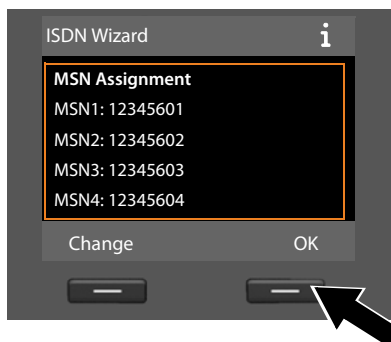 ISDN Wizard i
MSN Assignment
MSN1: 12345601
MSN2: 12345602
MSN3: 12345603
MSN4: 12345604
Change OK